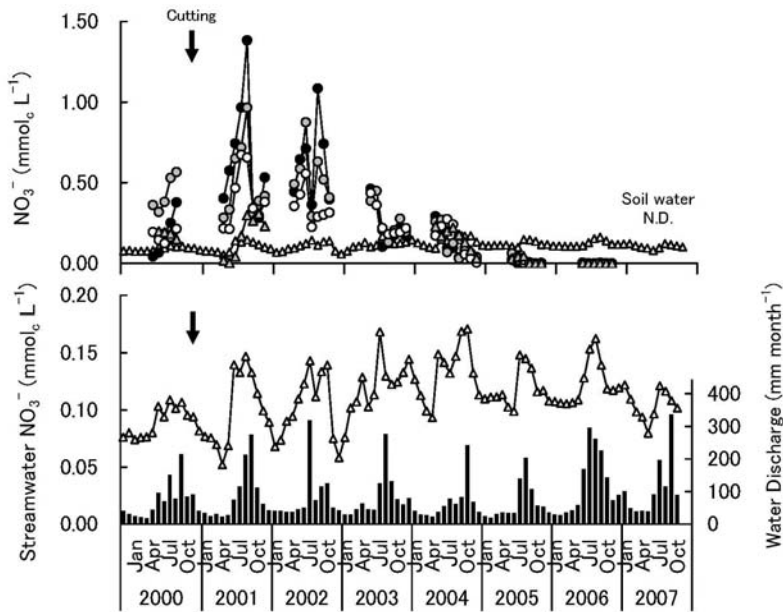 Cutting
NO₃⁻ (mmol_c L⁻¹)
1.50
1.00
0.50
0.00
Soil water
N.D.
Streamwater NO₃⁻ (mmol_c L⁻¹)
0.20
0.15
0.10
0.05
0.00
Water Discharge (mm month⁻¹)
400
300
200
100
0
Jan Apr Jul Oct Jan Apr Jul Oct Jan Apr Jul Oct Jan Apr Jul Oct Jan Apr Jul Oct Jan Apr Jul Oct Jan Apr Jul Oct Jan Apr Jul Oct
2000 2001 2002 2003 2004 2005 2006 2007